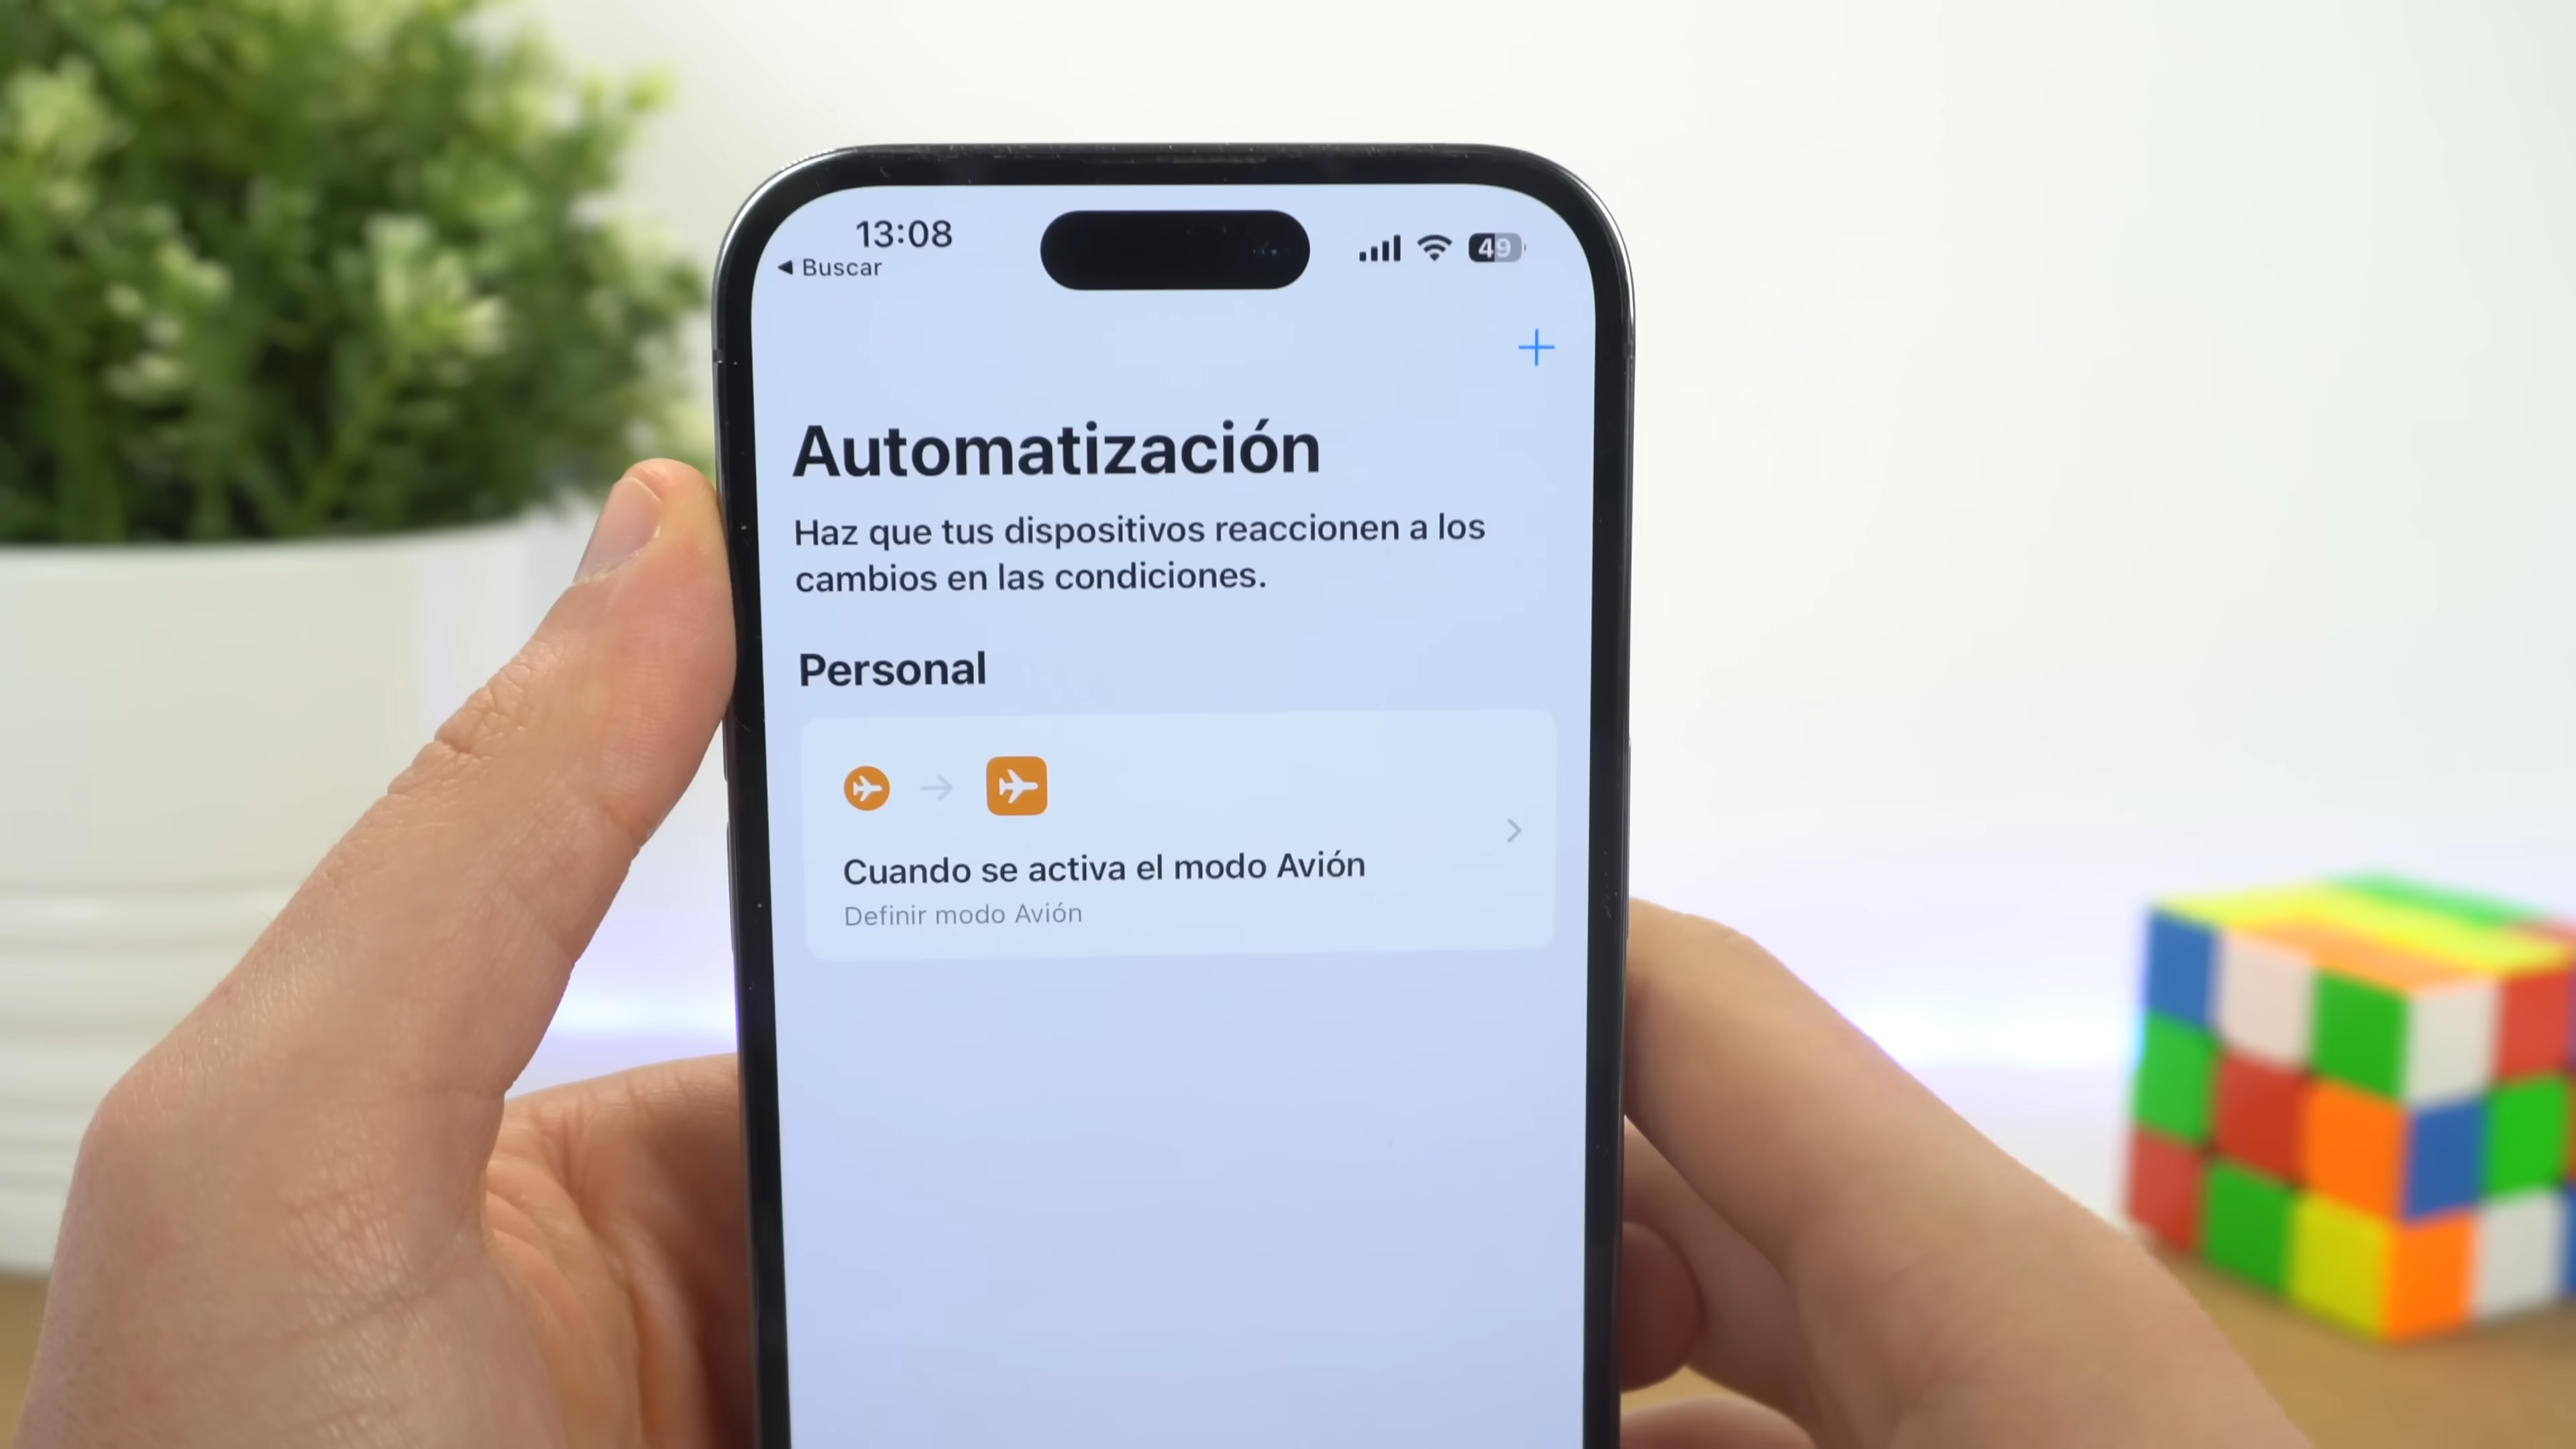 13:08
◀ Buscar
49
Automatización
Haz que tus dispositivos reaccionen a los
cambios en las condiciones.
Personal
Cuando se activa el modo Avión
Definir modo Avión